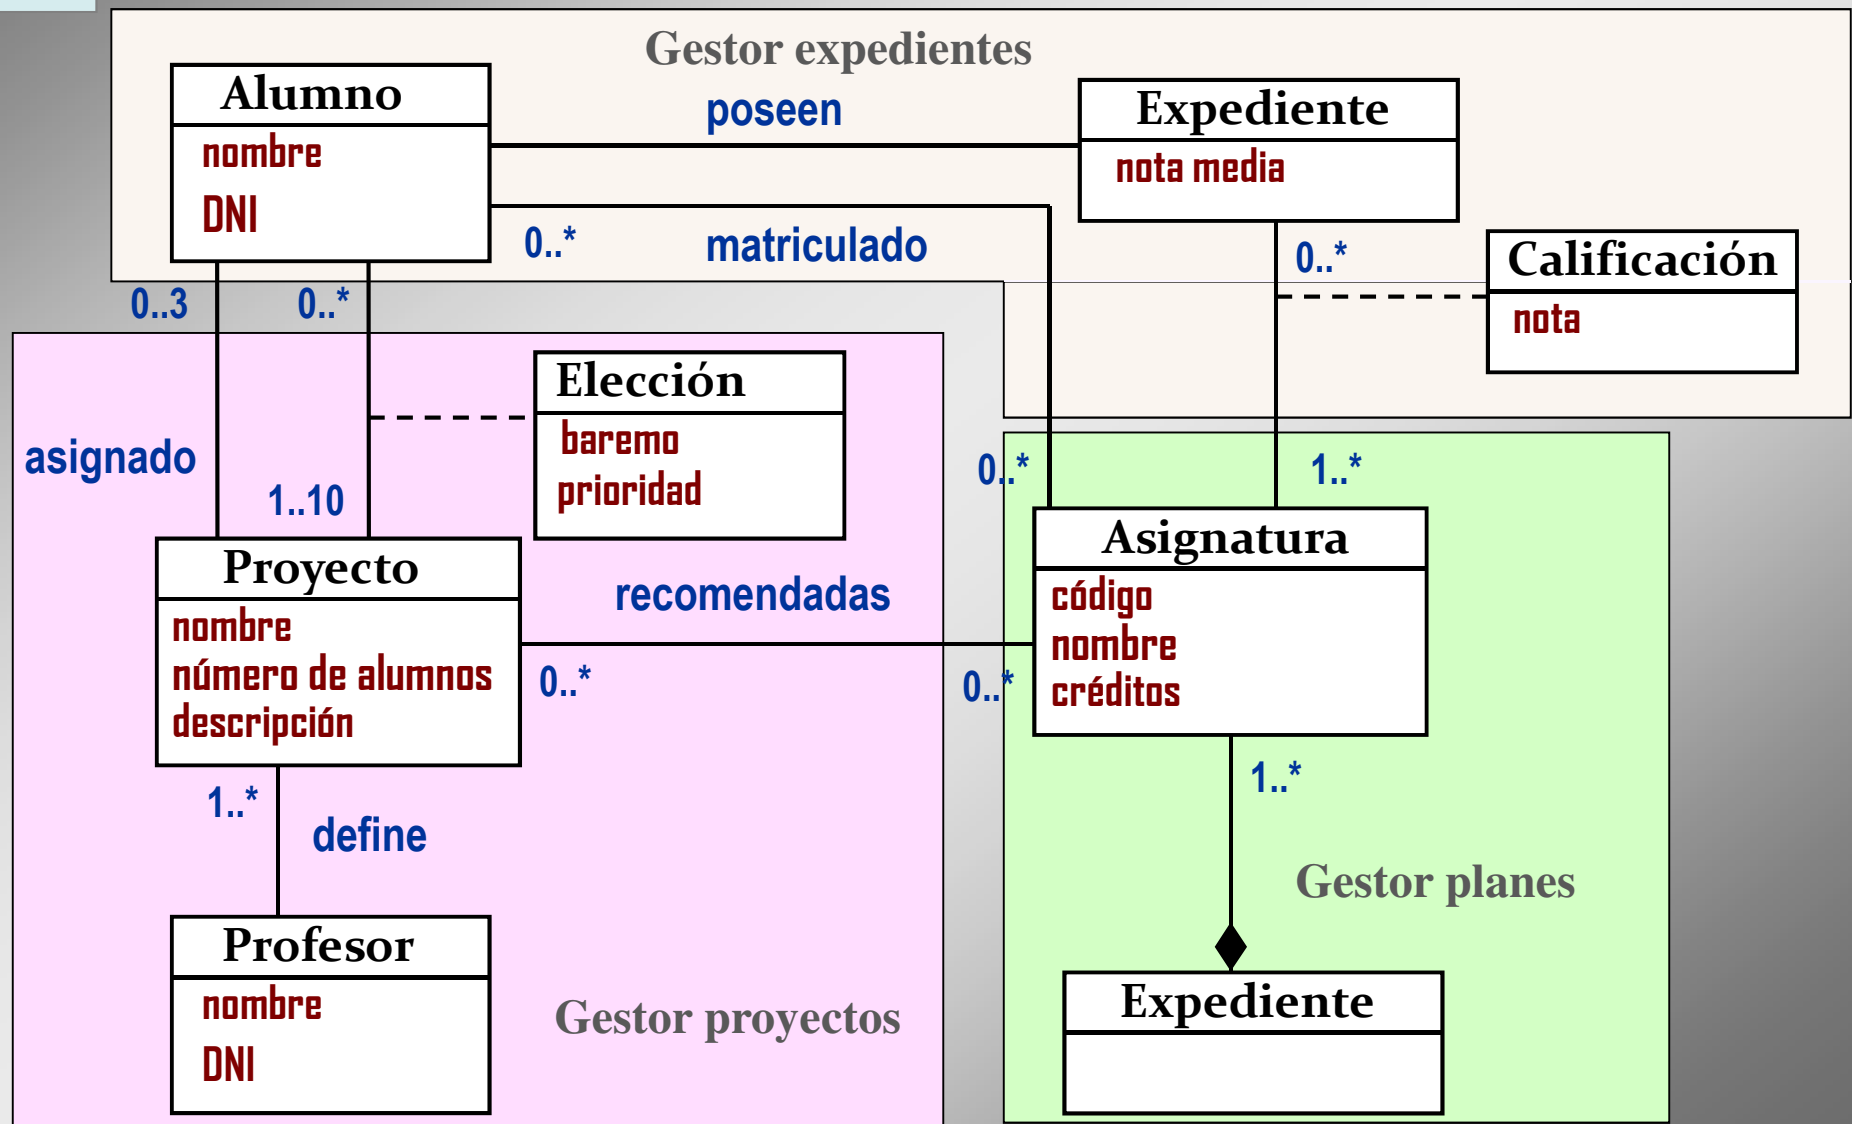 Gestor expedientes
Alumno
nombre
DNI
poseen
Expediente
nota media
0..*
matriculado
0..*
Calificación
nota
0..3
0..*
Elección
baremo
prioridad
asignado
1..10
0..*
1..*
Proyecto
nombre
número de alumnos
descripción
recomendadas
0..*
0..*
Asignatura
código
nombre
créditos
1..*
define
1..*
Gestor planes
Profesor
nombre
DNI
Gestor proyectos
Expediente